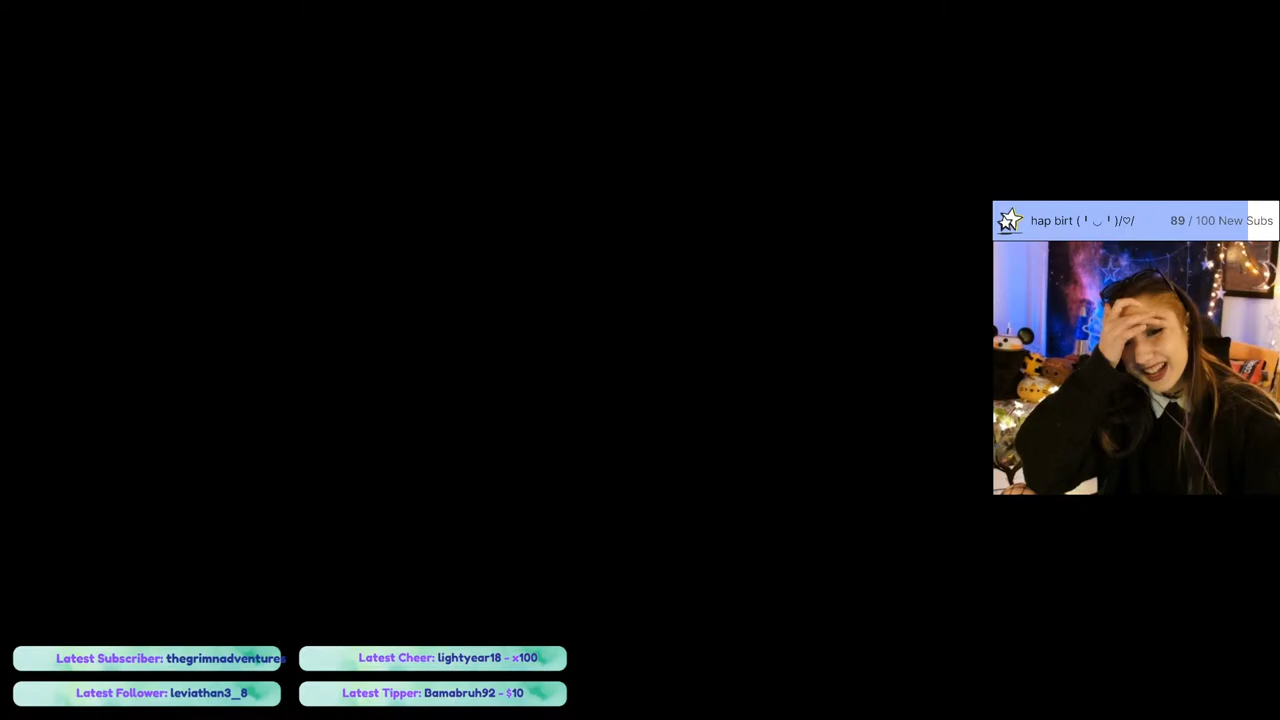 hap birt ( ╹ ◡ ╹ )/♡/ 89 / 100 New Subs
Latest Subscriber: thegrimnadventures
Latest Cheer: lightyear18 - x100
Latest Follower: leviathan3_8
Latest Tipper: Bamabruh92 - $10